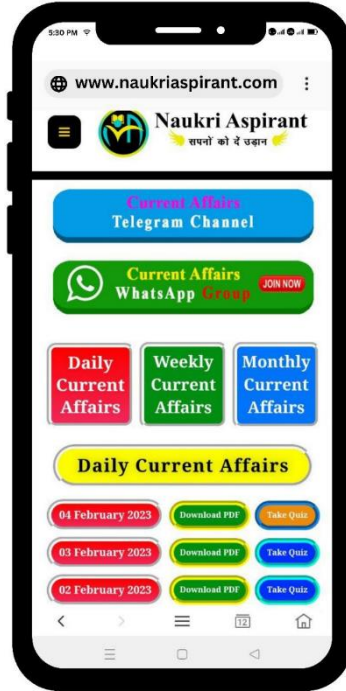 5:30 PM
www.naukriaspirant.com
Naukri Aspirant
सपनों को दें उड़ान
Current Affairs
Telegram Channel
Current Affairs
WhatsApp Group
JOIN NOW
Daily Current Affairs
Weekly Current Affairs
Monthly Current Affairs
Daily Current Affairs
04 February 2023 Download PDF Take Quiz
03 February 2023 Download PDF Take Quiz
02 February 2023 Download PDF Take Quiz
12